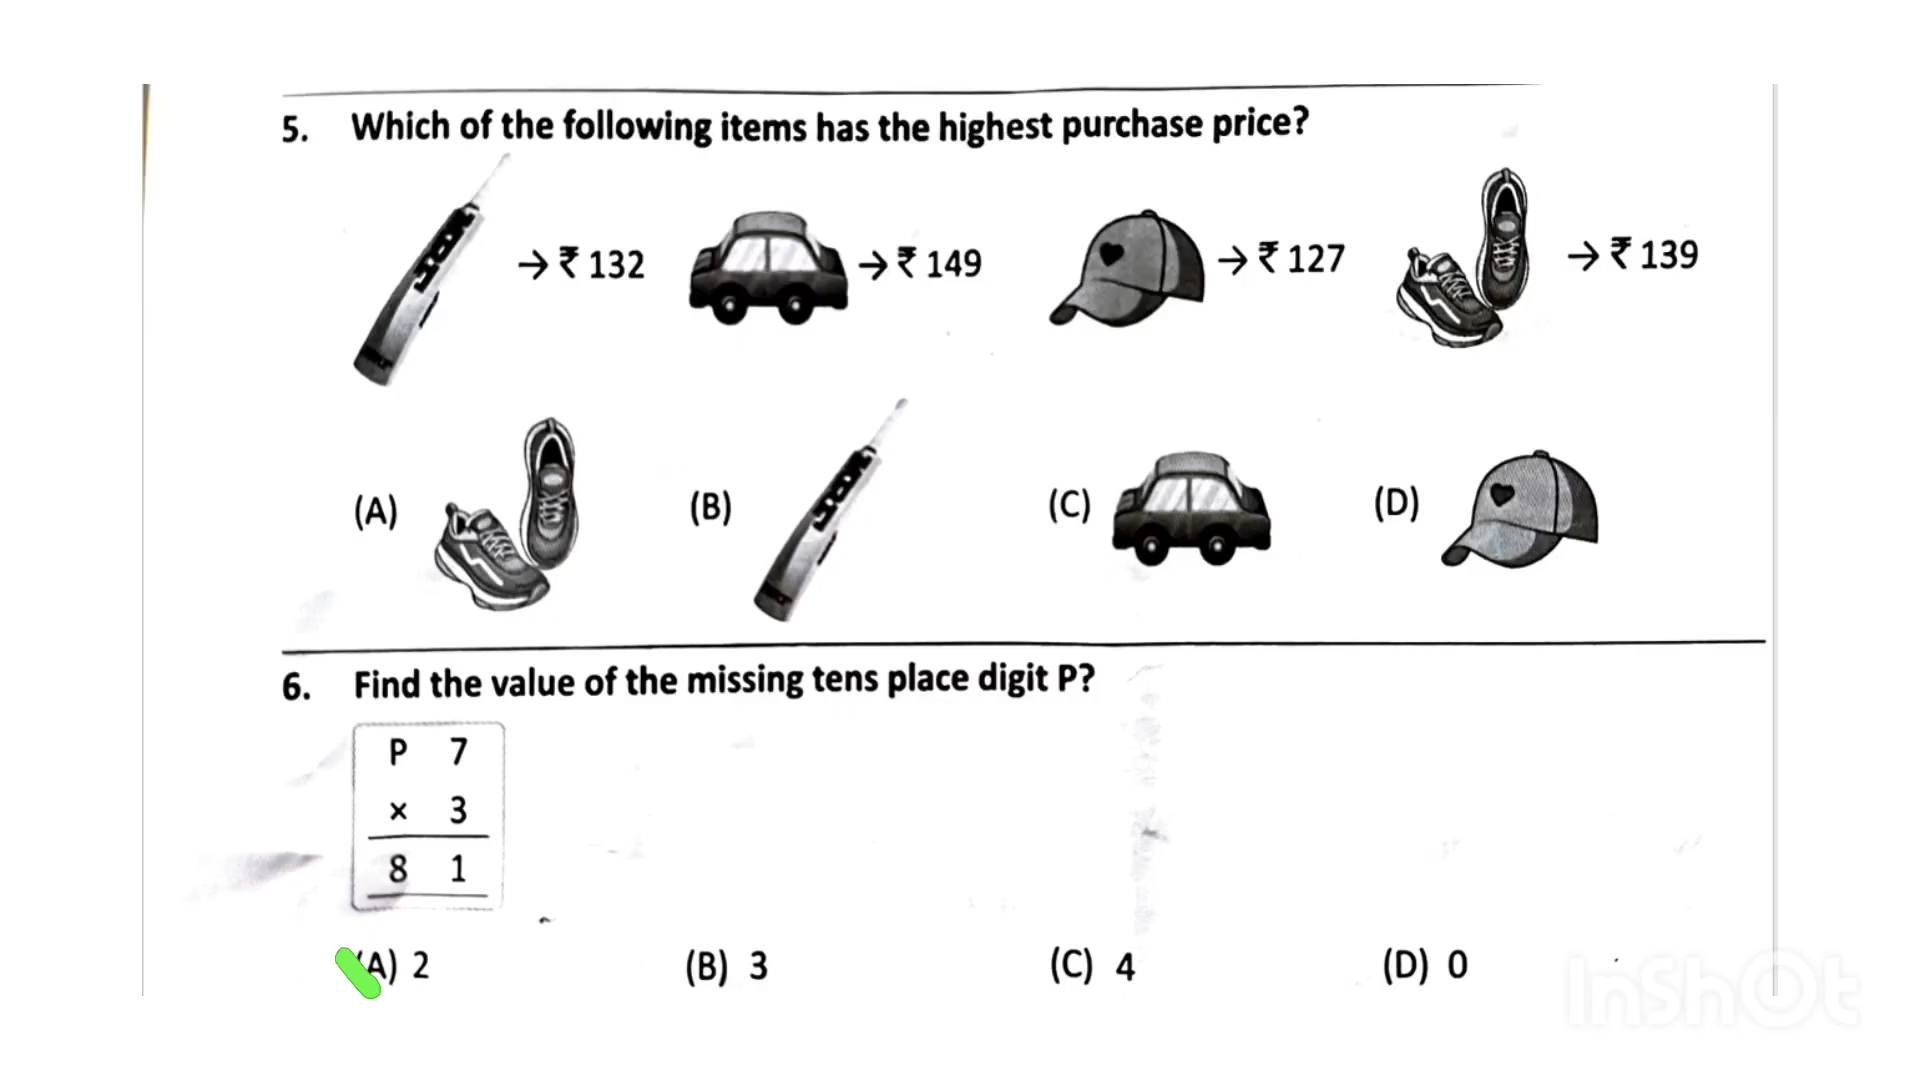 5. Which of the following items has the highest purchase price?
→ ₹ 132 → ₹ 149 → ₹ 127 → ₹ 139
(A) (B) (C) (D)
6. Find the value of the missing tens place digit P?
P 7
× 3
8 1
(A) 2 (B) 3 (C) 4 (D) 0
InShOt